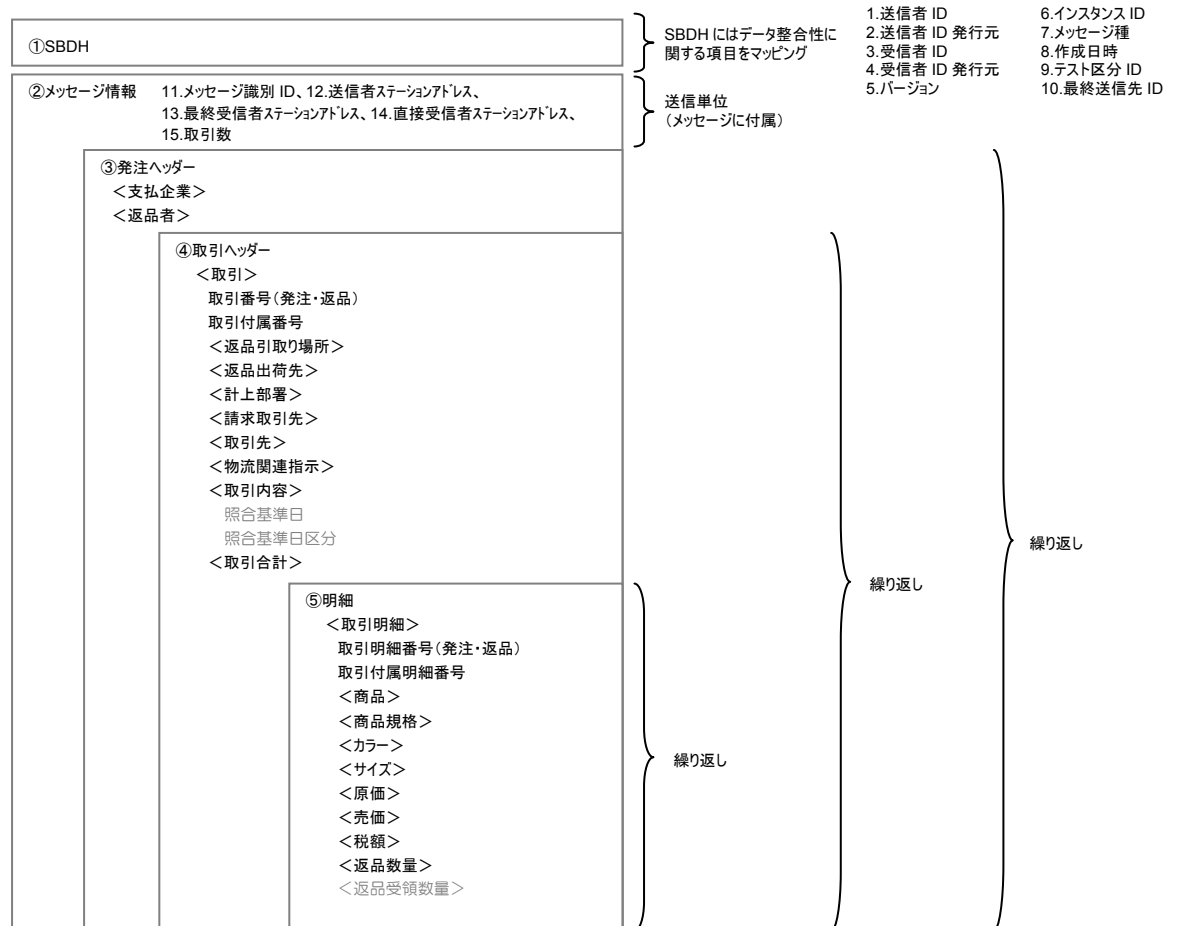 ①SBDH
SBDH にはデータ整合性に
関する項目をマッピング
1.送信者 ID
2.送信者 ID 発行元
3.受信者 ID
4.受信者 ID 発行元
5.バージョン
6.インスタンス ID
7.メッセージ種
8.作成日時
9.テスト区分 ID
10.最終送信先 ID
②メッセージ情報 11.メッセージ識別 ID、12.送信者ステーションアドレス、
13.最終受信者ステーションアドレス、14.直接受信者ステーションアドレス、
15.取引数
送信単位
(メッセージに付属)
③発注ヘッダー
＜支払企業＞
＜返品者＞
④取引ヘッダー
＜取引＞
取引番号(発注・返品)
取引付属番号
＜返品引取り場所＞
＜返品出荷先＞
＜計上部署＞
＜請求取引先＞
＜取引先＞
＜物流関連指示＞
＜取引内容＞
照合基準日
照合基準日区分
＜取引合計＞
⑤明細
＜取引明細＞
取引明細番号(発注・返品)
取引付属明細番号
＜商品＞
＜商品規格＞
＜カラー＞
＜サイズ＞
＜原価＞
＜売価＞
＜税額＞
＜返品数量＞
＜返品受領数量＞
繰り返し
繰り返し
繰り返し